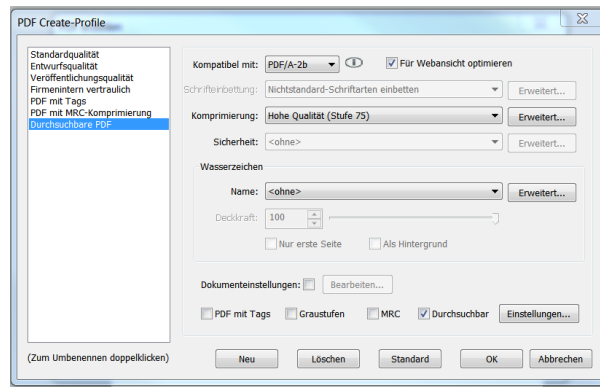 PDF Create-Profile
Standardqualität
Entwurfsqualität
Veröffentlichungsqualität
Firmenintern vertraulich
PDF mit Tags
PDF mit MRC-Komprimierung
Durchsuchbare PDF
(Zum Umbenennen doppelklicken)
Kompatibel mit: PDF/A-2b Für Webansicht optimieren
Schrifteinbettung: Nichtstandard-Schriftarten einbetten Erweitert...
Komprimierung: Hohe Qualität (Stufe 75) Erweitert...
Sicherheit: <ohne> Erweitert...
Wasserzeichen
Name: <ohne> Erweitert...
Deckkraft: 100
Nur erste Seite Als Hintergrund
Dokumenteinstellungen: Bearbeiten...
PDF mit Tags Graustufen MRC Durchsuchbar Einstellungen...
Neu Löschen Standard OK Abbrechen